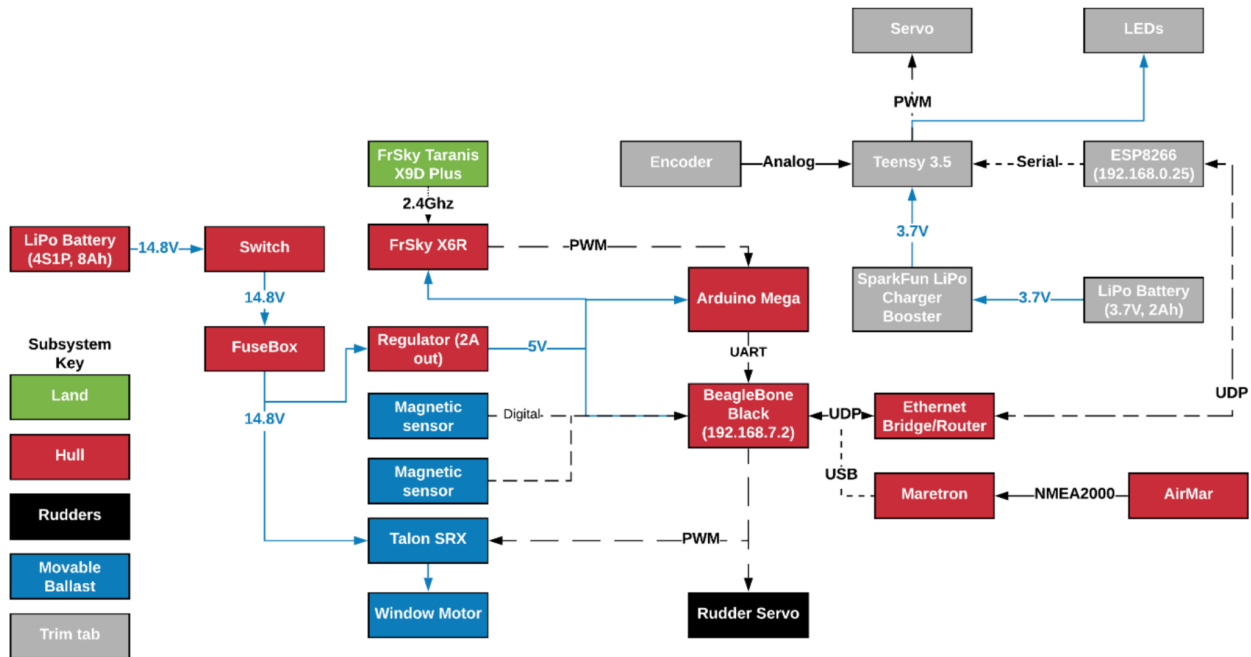 Servo
LEDs
PWM
FrSky Taranis
X9D Plus
Encoder
Analog
Teensy 3.5
Serial
ESP8266
(192.168.0.25)
2.4Ghz
LiPo Battery
(4S1P, 8Ah)
14.8V
Switch
FrSky X6R
PWM
3.7V
14.8V
Arduino Mega
SparkFun LiPo
Charger
Booster
3.7V
LiPo Battery
(3.7V, 2Ah)
FuseBox
Regulator (2A
out)
5V
UART
Subsystem
Key
Land
14.8V
Magnetic
sensor
Digital
BeagleBone
Black
(192.168.7.2)
UDP
Ethernet
Bridge/Router
UDP
Hull
Magnetic
sensor
USB
Maretron
NMEA2000
AirMar
Rudders
Talon SRX
PWM
Movable
Ballast
Window Motor
Rudder Servo
Trim tab